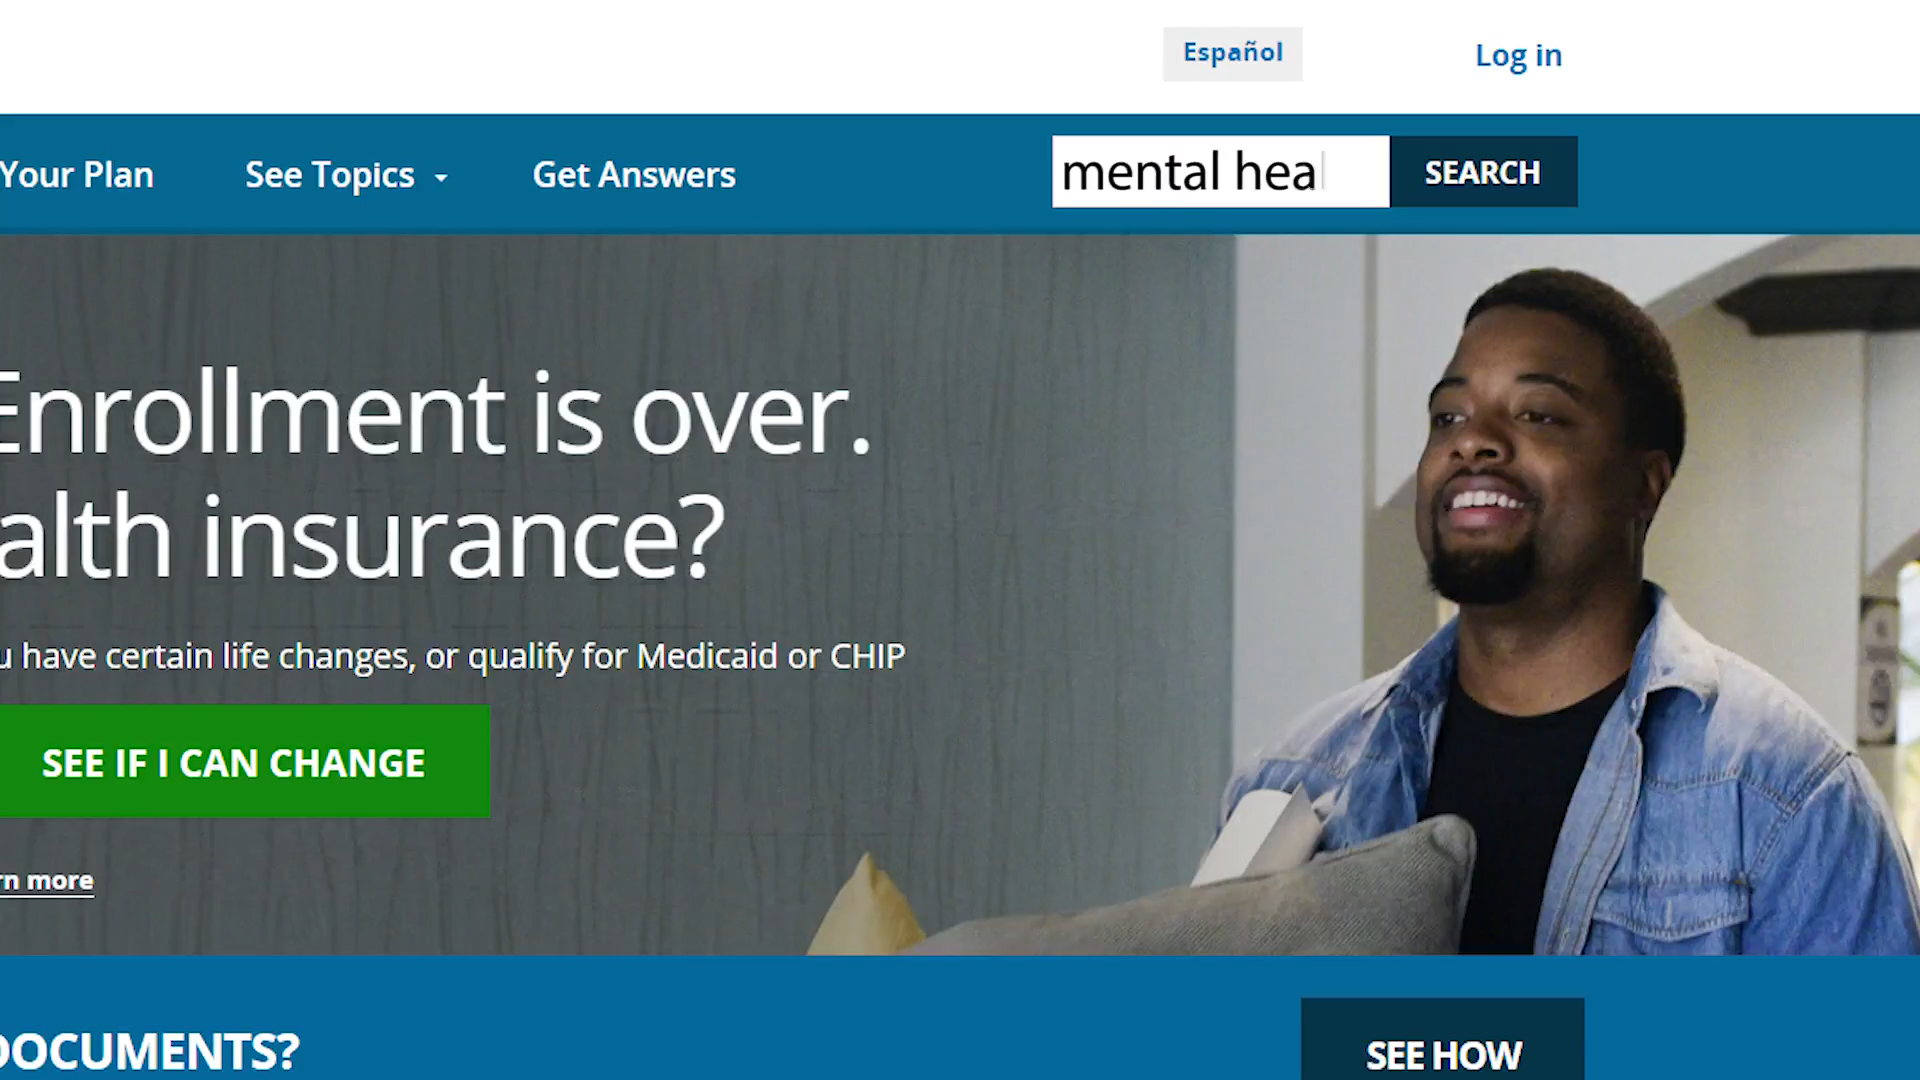 Español
Log in
Your Plan
See Topics
Get Answers
mental hea
SEARCH
Enrollment is over.
alth insurance?
u have certain life changes, or qualify for Medicaid or CHIP
SEE IF I CAN CHANGE
rn more
DOCUMENTS?
SEE HOW